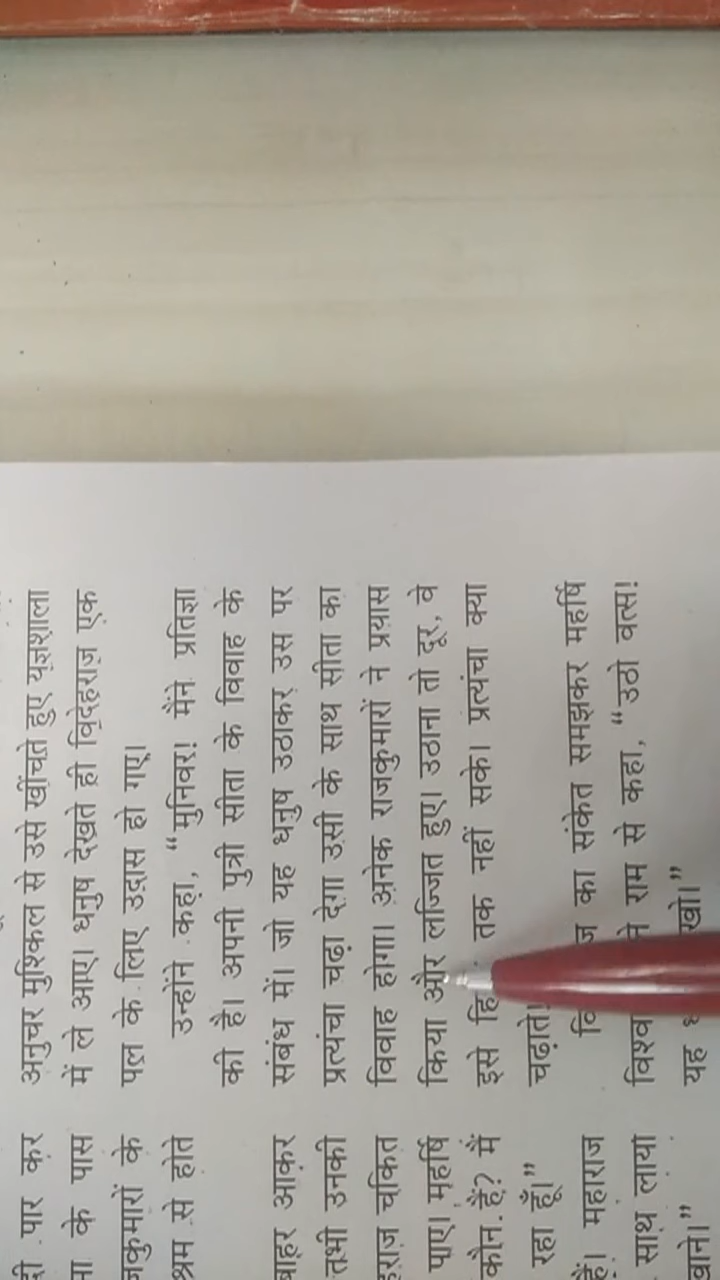 ी पार कर
ा के पास
जकुमारों के
श्रम से होते
बाहर आकर
तभी उनकी
हराज चकित
पाए। महर्षि
कौन हैं? मैं
रहा हूँ।”
हैं। महाराज
साथ लाया
अनुचर मुश्किल से उसे खींचते हुए यज्ञशाला
में ले आए। धनुष देखते ही विदेहराज एक
पल के लिए उदास हो गए।
उन्होंने कहा, “मुनिवर! मैंने प्रतिज्ञा
की है। अपनी पुत्री सीता के विवाह के
संबंध में। जो यह धनुष उठाकर उस पर
प्रत्यंचा चढ़ा देगा उसी के साथ सीता का
विवाह होगा। अनेक राजकुमारों ने प्रयास
किया और लज्जित हुए। उठाना तो दूर, वे
इसे हि तक नहीं सके। प्रत्यंचा क्या
चढ़ाते!
का संकेत समझकर महर्षि
विश्वा ने राम से कहा, “उठो वत्स!
यह खो।”